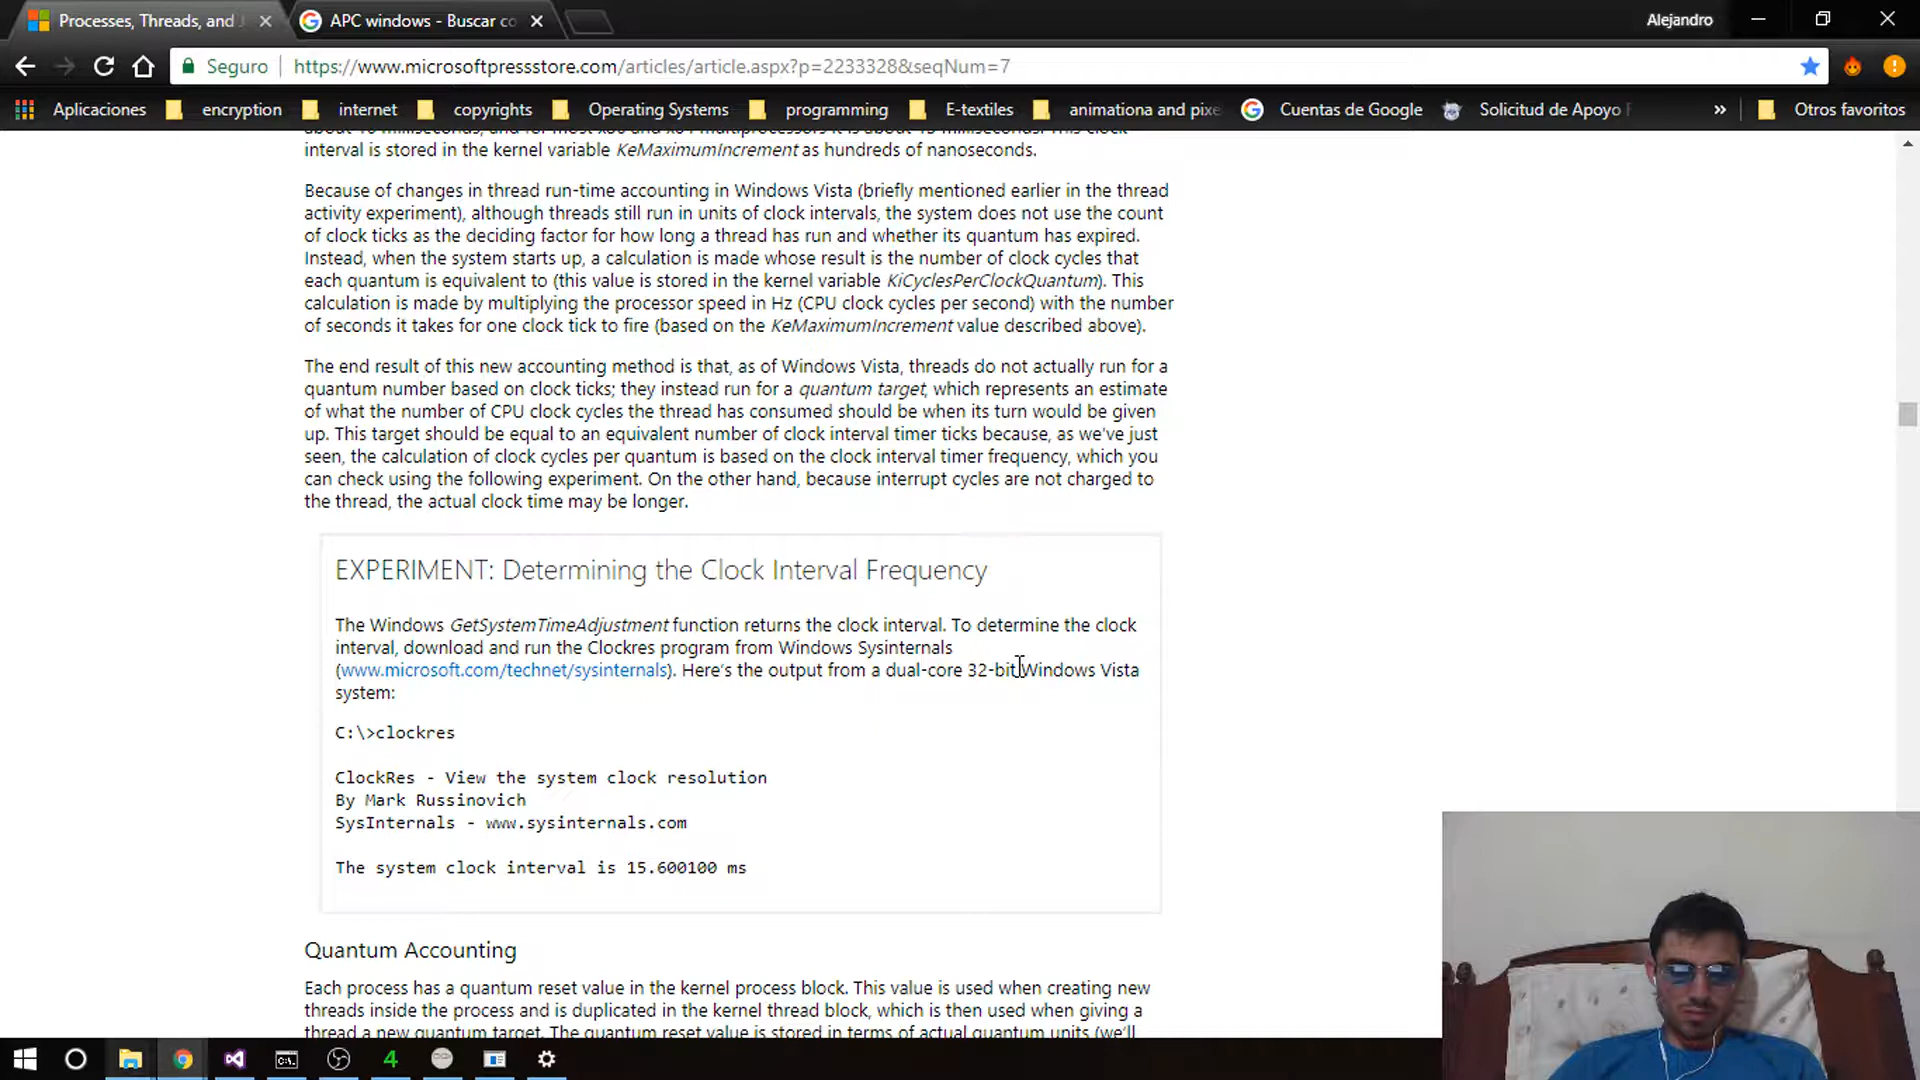 Processes, Threads, and J
APC windows - Buscar co
Alejandro
Seguro
https://www.microsoftpressstore.com/articles/article.aspx?p=2233328&seqNum=7
Aplicaciones
encryption
internet
copyrights
Operating Systems
programming
E-textiles
animationa and pixe
Cuentas de Google
Solicitud de Apoyo
»
Otros favoritos
interval is stored in the kernel variable KeMaximumIncrement as hundreds of nanoseconds.
Because of changes in thread run-time accounting in Windows Vista (briefly mentioned earlier in the thread
activity experiment), although threads still run in units of clock intervals, the system does not use the count
of clock ticks as the deciding factor for how long a thread has run and whether its quantum has expired.
Instead, when the system starts up, a calculation is made whose result is the number of clock cycles that
each quantum is equivalent to (this value is stored in the kernel variable KiCyclesPerClockQuantum). This
calculation is made by multiplying the processor speed in Hz (CPU clock cycles per second) with the number
of seconds it takes for one clock tick to fire (based on the KeMaximumIncrement value described above).
The end result of this new accounting method is that, as of Windows Vista, threads do not actually run for a
quantum number based on clock ticks; they instead run for a quantum target, which represents an estimate
of what the number of CPU clock cycles the thread has consumed should be when its turn would be given
up. This target should be equal to an equivalent number of clock interval timer ticks because, as we've just
seen, the calculation of clock cycles per quantum is based on the clock interval timer frequency, which you
can check using the following experiment. On the other hand, because interrupt cycles are not charged to
the thread, the actual clock time may be longer.
EXPERIMENT: Determining the Clock Interval Frequency
The Windows GetSystemTimeAdjustment function returns the clock interval. To determine the clock
interval, download and run the Clockres program from Windows Sysinternals
(www.microsoft.com/technet/sysinternals). Here's the output from a dual-core 32-bit Windows Vista
system:
C:\>clockres
ClockRes - View the system clock resolution
By Mark Russinovich
SysInternals - www.sysinternals.com
The system clock interval is 15.600100 ms
Quantum Accounting
Each process has a quantum reset value in the kernel process block. This value is used when creating new
threads inside the process and is duplicated in the kernel thread block, which is then used when giving a
thread a new quantum target. The quantum reset value is stored in terms of actual quantum units (we'll
4